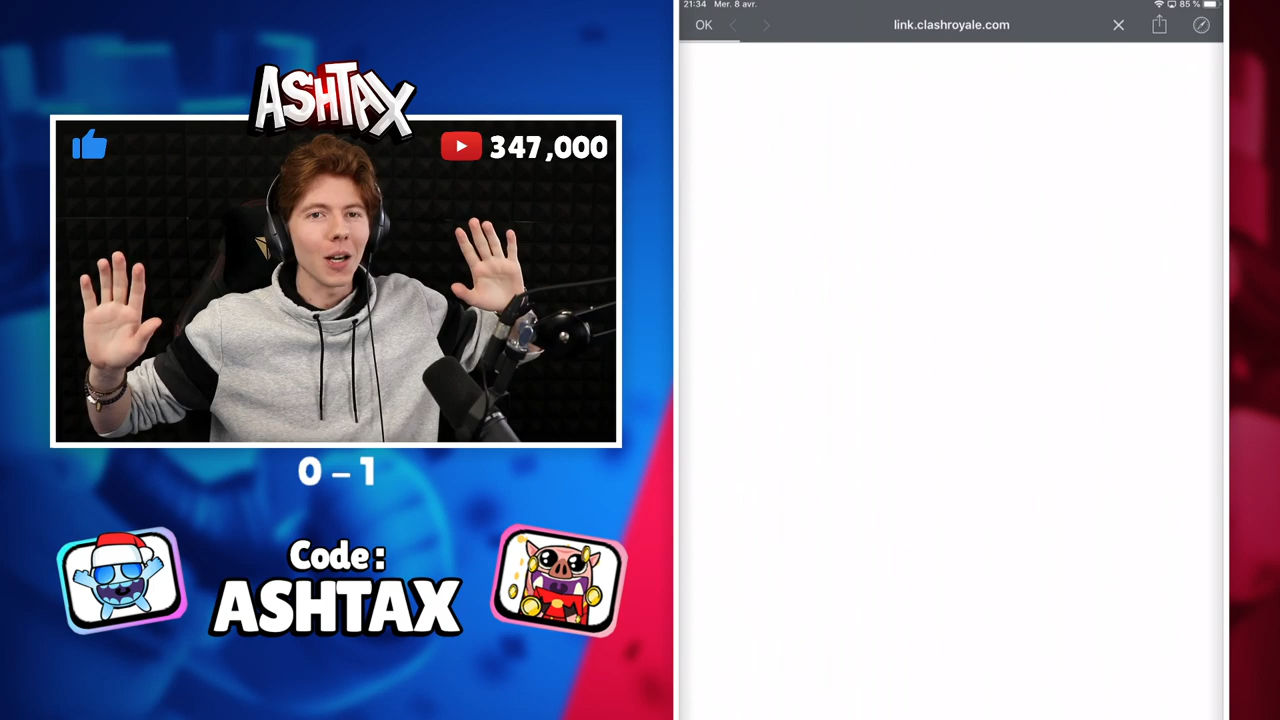 ASHTAX
347,000
0 – 1
Code:
ASHTAX
21:34 Mer. 8 avr.
85 %
OK
link.clashroyale.com